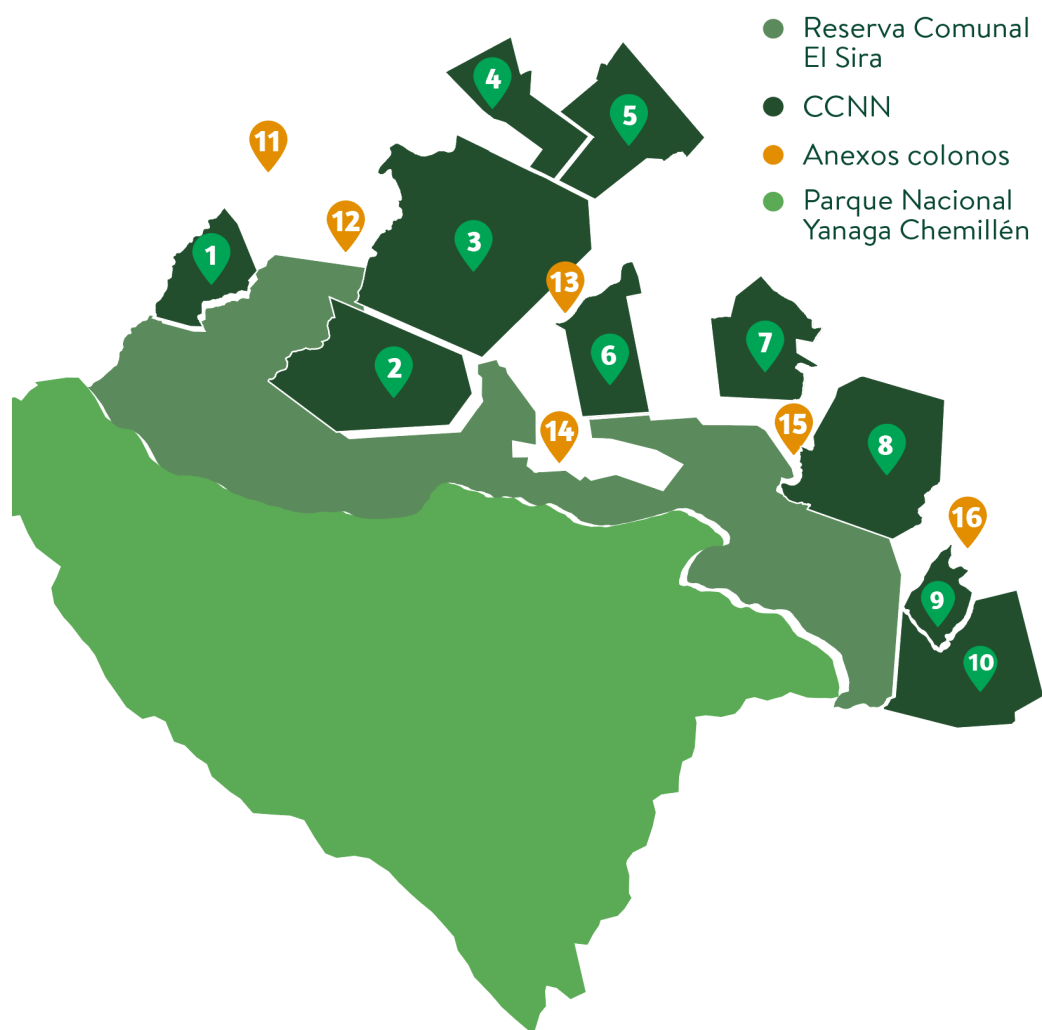 Reserva Comunal
El Sira
CCNN
Anexos colonos
Parque Nacional
Yanaga Chemillén
4
5
11
12
1
3
13
2
6
7
14
15
8
16
9
10